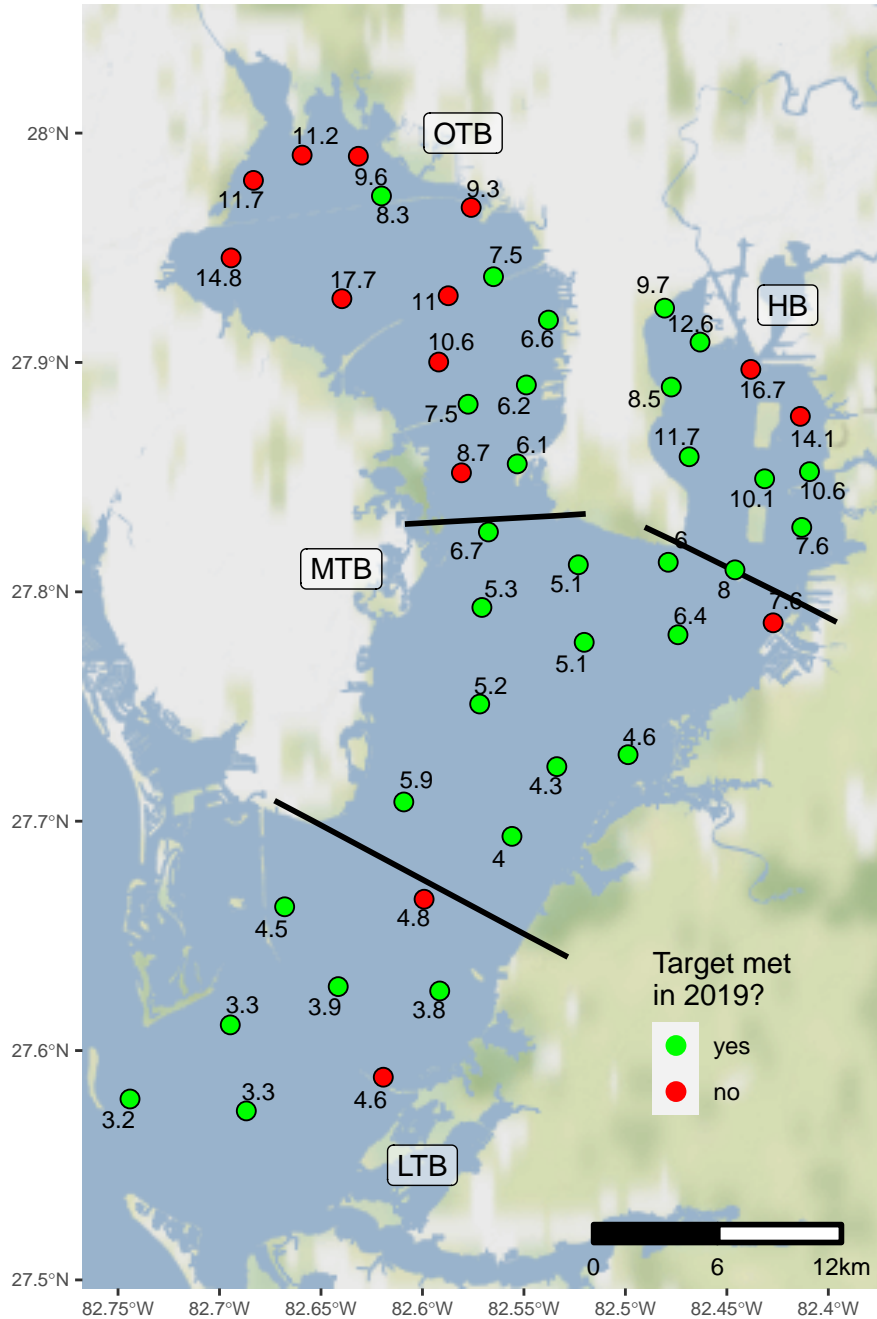 28°N
27.9°N
27.8°N
27.7°N
27.6°N
27.5°N
OTB
11.2
9.6
11.7
8.3
9.3
14.8
17.7
11
7.5
6.6
10.6
7.5
6.2
8.7
6.1
HB
9.7
12.6
16.7
8.5
14.1
11.7
10.1
10.6
7.6
MTB
6.7
5.1
6
8
7.6
5.3
5.1
6.4
5.2
4.6
4.3
5.9
4
4.5
4.8
3.9
3.8
3.3
4.6
3.2
3.3
LTB
Target met
in 2019?
yes
no
0 6 12km
82.75°W 82.7°W 82.65°W 82.6°W 82.55°W 82.5°W 82.45°W 82.4°W